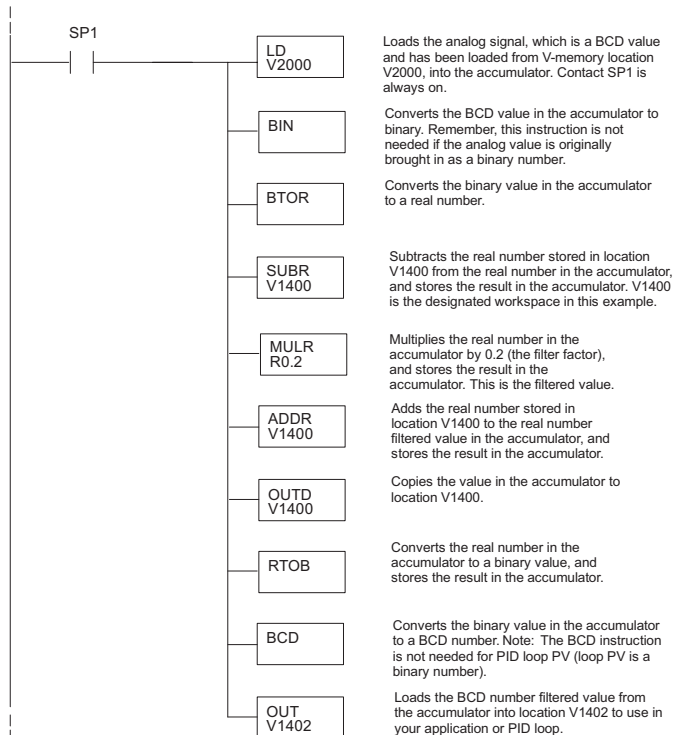 SP1
LD
V2000
Loads the analog signal, which is a BCD value
and has been loaded from V-memory location
V2000, into the accumulator. Contact SP1 is
always on.
BIN
Converts the BCD value in the accumulator to
binary. Remember, this instruction is not
needed if the analog value is originally
brought in as a binary number.
BTOR
Converts the binary value in the accumulator
to a real number.
SUBR
V1400
Subtracts the real number stored in location
V1400 from the real number in the accumulator,
and stores the result in the accumulator. V1400
is the designated workspace in this example.
MULR
R0.2
Multiplies the real number in the
accumulator by 0.2 (the filter factor),
and stores the result in the
accumulator. This is the filtered value.
ADDR
V1400
Adds the real number stored in
location V1400 to the real number
filtered value in the accumulator, and
stores the result in the accumulator.
OUTD
V1400
Copies the value in the accumulator to
location V1400.
RTOB
Converts the real number in the
accumulator to a binary value, and
stores the result in the accumulator.
BCD
Converts the binary value in the accumulator
to a BCD number. Note: The BCD instruction
is not needed for PID loop PV (loop PV is a
binary number).
OUT
V1402
Loads the BCD number filtered value from
the accumulator into location V1402 to use in
your application or PID loop.